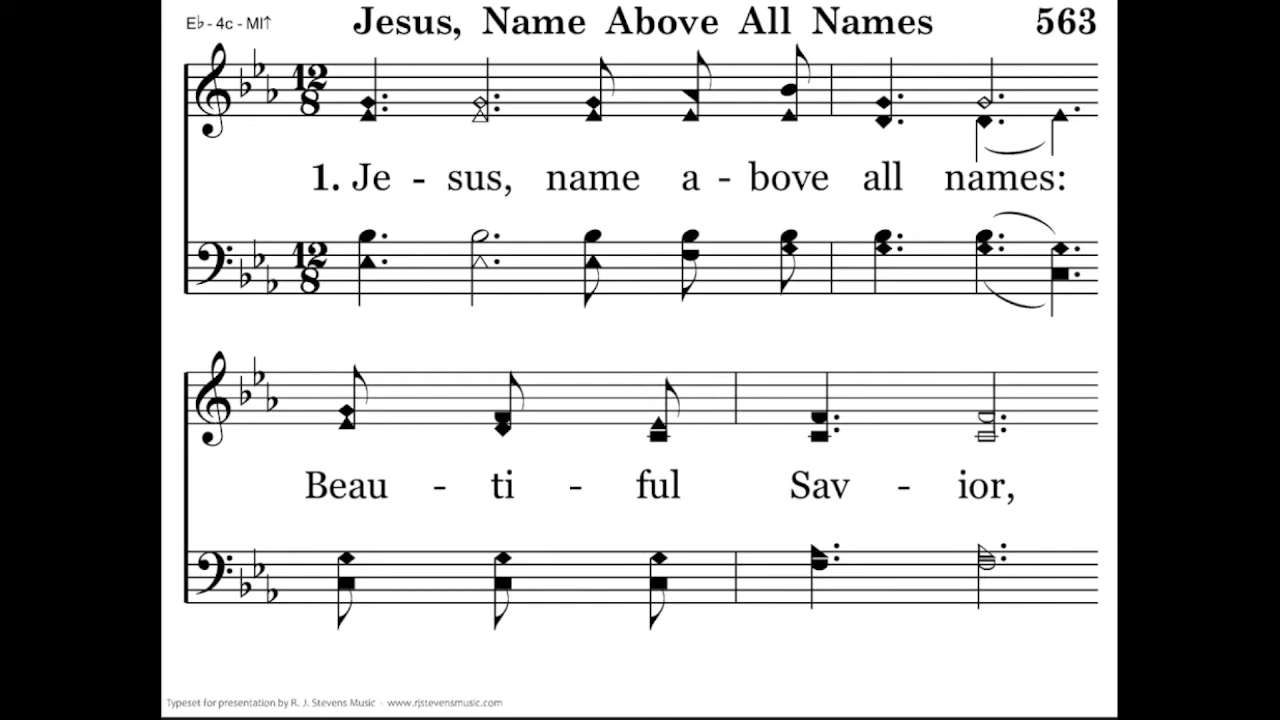 E♭ - 4c - MI↑ Jesus, Name Above All Names 563
12
8
1. Je - sus, name a - bove all names:
12
8
Beau - ti - ful Sav - ior,
Typeset for presentation by R. J. Stevens Music · www.rjstevensmusic.com